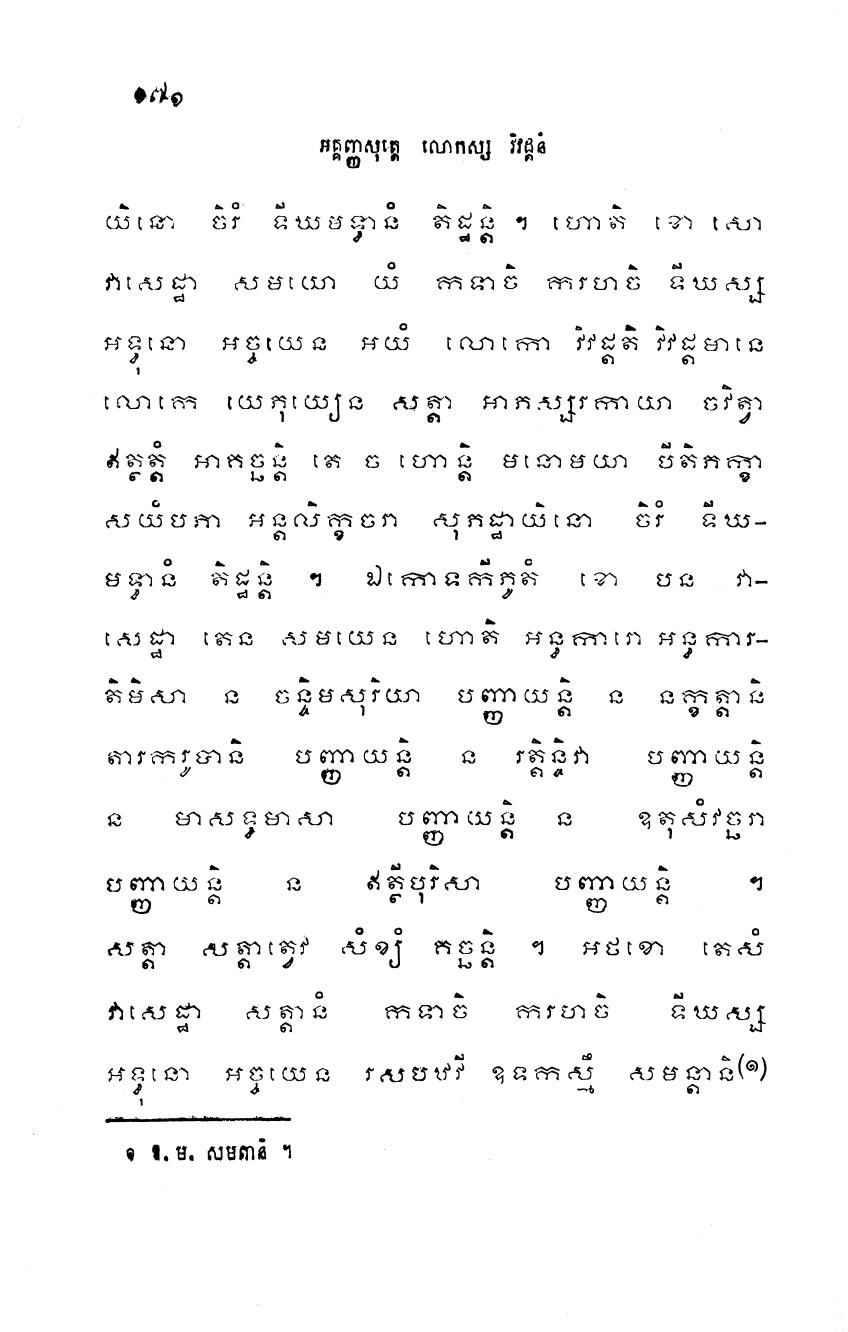 ១៧១
អគ្គញ្ញសុត្តេ លោកស្ស វិវដ្តនំ
យិនោ ចិរំ ទីឃមទ្ធានំ តិដ្ឋន្តិ ។ ហោតិ ខោ សោ
វាសេដ្ឋា សមយោ យំ កទាចិ ករហចិ ទីឃស្ស
អទ្ធុនោ អច្ចយេន អយំ លោកោ វិវដ្តតិ វិវដ្តមានេ
លោកេ យេភុយ្យេន សត្តា អាភស្សរកាយា ចវិត្វា
ឥត្ថត្តំ អាគច្ឆន្តិ តេ ច ហោន្តិ មនោមយា បីតិភក្ខា
សយំបភា អន្តលិក្ខចរា សុភដ្ឋាយិនោ ចិរំ ទីឃ-
មទ្ធានំ តិដ្ឋន្តិ ។ ឯកោទកីភូតំ ខោ បន វា-
សេដ្ឋា តេន សមយេន ហោតិ អន្ធការោ អន្ធការ-
តិមិសា ន ចន្ទិមសុរិយា បញ្ញាយន្តិ ន នក្ខត្តានិ
តារករូបានិ បញ្ញាយន្តិ ន រត្តិន្ទិវា បញ្ញាយន្តិ
ន មាសទ្ធមាសា បញ្ញាយន្តិ ន ឧតុសំវច្ឆរា
បញ្ញាយន្តិ ន ឥត្ថីបុរិសា បញ្ញាយន្តិ ។
សត្តា សត្តាត្វេវ សំខ្យំ គច្ឆន្តិ ។ អថខោ តេសំ
វាសេដ្ឋា សត្តានំ កទាចិ ករហចិ ទីឃស្ស
អទ្ធុនោ អច្ចយេន រសបឋវី ឧទកស្មឹ សមន្តានិ(១)
១ ឱ. ម. សមតានិ ។